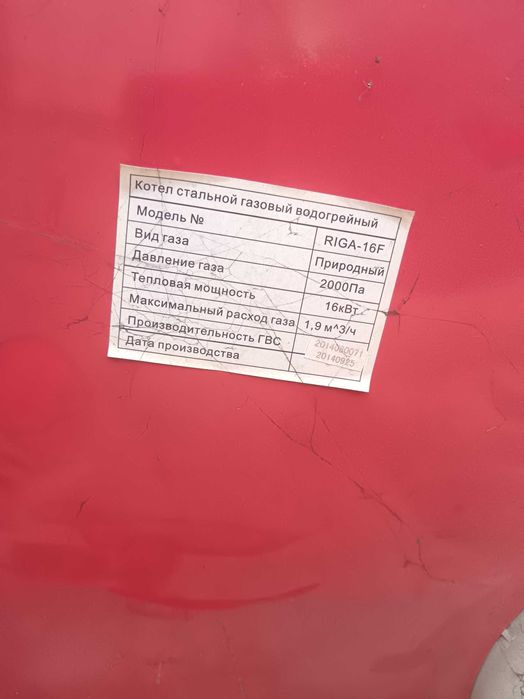 Котел стальной газовый водогрейный
Модель № RIGA-16F
Вид газа Природный
Давление газа 2000Па
Тепловая мощность 16кВт
Максимальный расход газа 1,9 м^3/ч
Производительность ГВС
Дата производства
2014080071
20140925